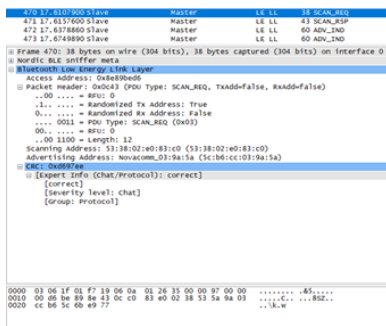 470 17.6107900 Slave Master LE LL 38 SCAN_REQ
471 17.6157600 Slave Master LE LL 43 SCAN_RSP
472 17.6378860 Slave Master LE LL 60 ADV_IND
473 17.6749890 Slave Master LE LL 60 ADV_IND
Frame 470: 38 bytes on wire (304 bits), 38 bytes captured (304 bits) on interface 0
Nordic BLE sniffer meta
Bluetooth Low Energy Link Layer
Access Address: 0x8e89bed6
Packet Header: 0x0c43 (PDU Type: SCAN_REQ, TxAdd=false, RxAdd=false)
..00 .... = RFU: 0
.1.. .... = Randomized Tx Address: True
0... .... = Randomized Rx Address: False
.... 0011 = PDU Type: SCAN_REQ (0x03)
00.. .... = RFU: 0
..00 1100 = Length: 12
Scanning Address: 53:38:02:e0:83:c0 (53:38:02:e0:83:c0)
Advertising Address: Novacomm_03:9a:5a (5c:b6:cc:03:9a:5a)
CRC: 0xd697ee
[Expert Info (Chat/Protocol): correct]
[correct]
[Severity level: Chat]
[Group: Protocol]
0000 03 06 1f 01 f7 19 06 0a 01 26 35 00 00 97 00 00 ........ .&5.....
0010 00 d6 be 89 8e 43 0c c0 83 e0 02 38 53 5a 9a 03 .....C.. ...8SZ..
0020 cc b6 5c 6b e9 77 ..\k.w